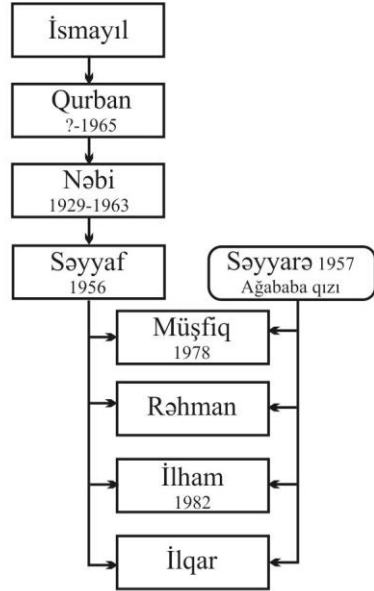 İsmayıl
Qurban
?-1965
Nəbi
1929-1963
Səyyaf
1956
Səyyarə 1957
Ağababa qızı
Müşfiq
1978
Rəhman
İlham
1982
İlqar